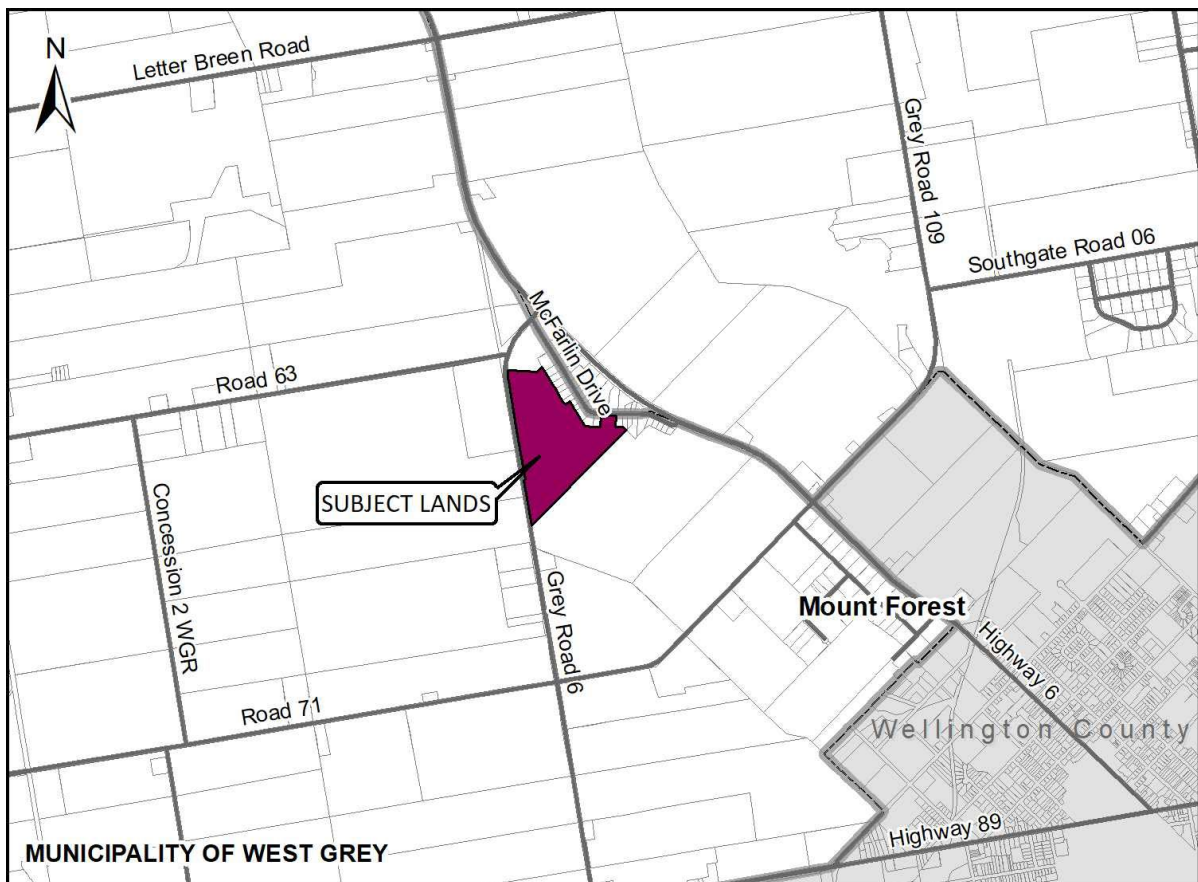 N
Letter Breen Road
Grey Road 109
Southgate Road 06
McFarlin Drive
Road 63
SUBJECT LANDS
Concession 2 WGR
Grey Road 6
Mount Forest
Highway 6
Road 71
Wellington County
Highway 89
MUNICIPALITY OF WEST GREY